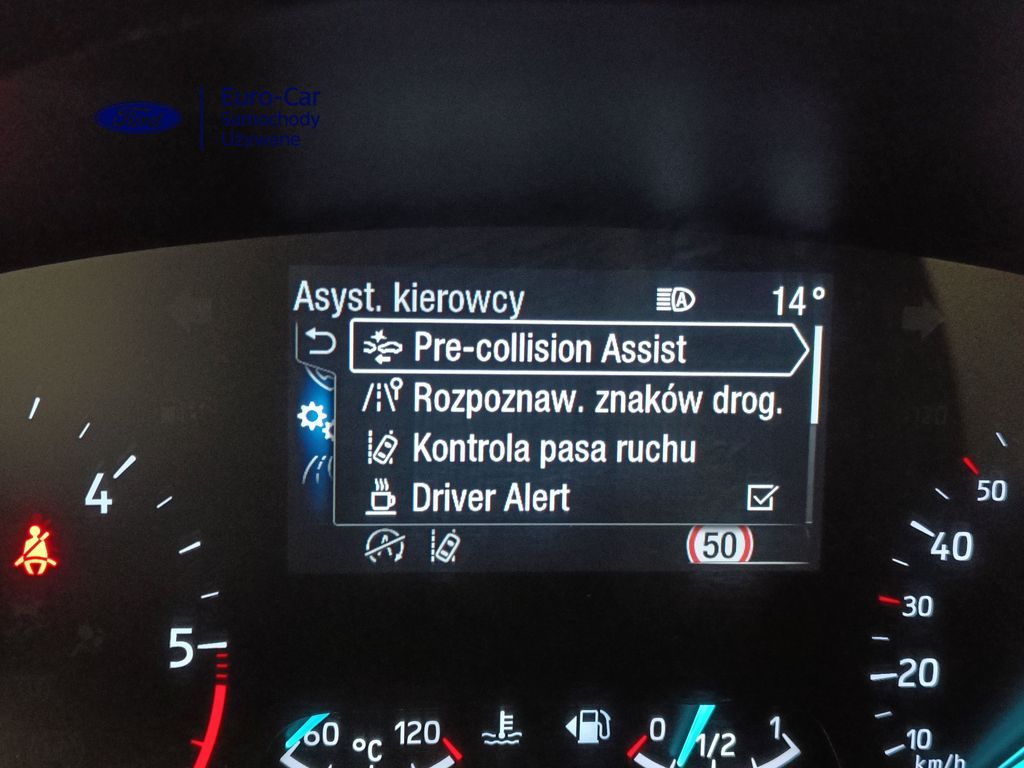 Ford
Euro-Car
Samochody
Używane
Asyst. kierowcy
A
14°
Pre-collision Assist
Rozpoznaw. znaków drog.
Kontrola pasa ruchu
Driver Alert
A
50
4
5
50
40
30
20
10
km/h
60
°C
120
0
1/2
1